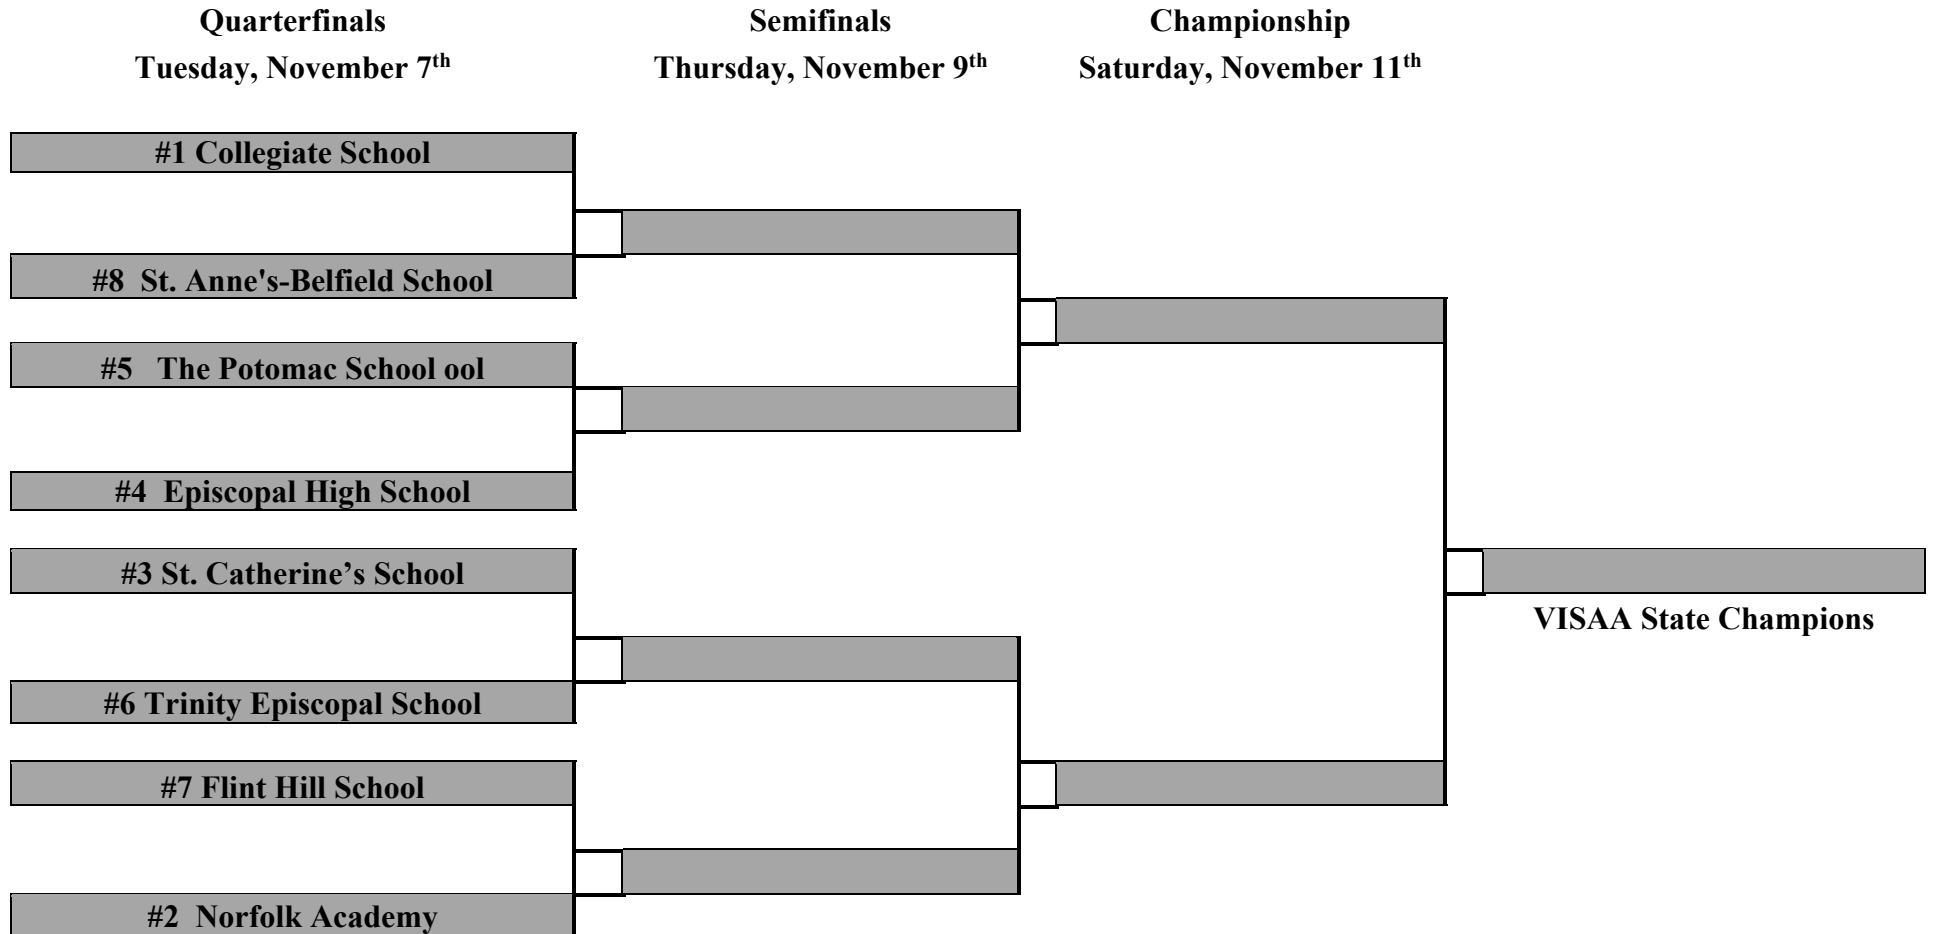 Quarterfinals
Tuesday, November 7th
Semifinals
Thursday, November 9th
Championship
Saturday, November 11th
#1 Collegiate School
#8 St. Anne's-Belfield School
#5 The Potomac School ool
#4 Episcopal High School
#3 St. Catherine’s School
#6 Trinity Episcopal School
#7 Flint Hill School
#2 Norfolk Academy
VISAA State Champions